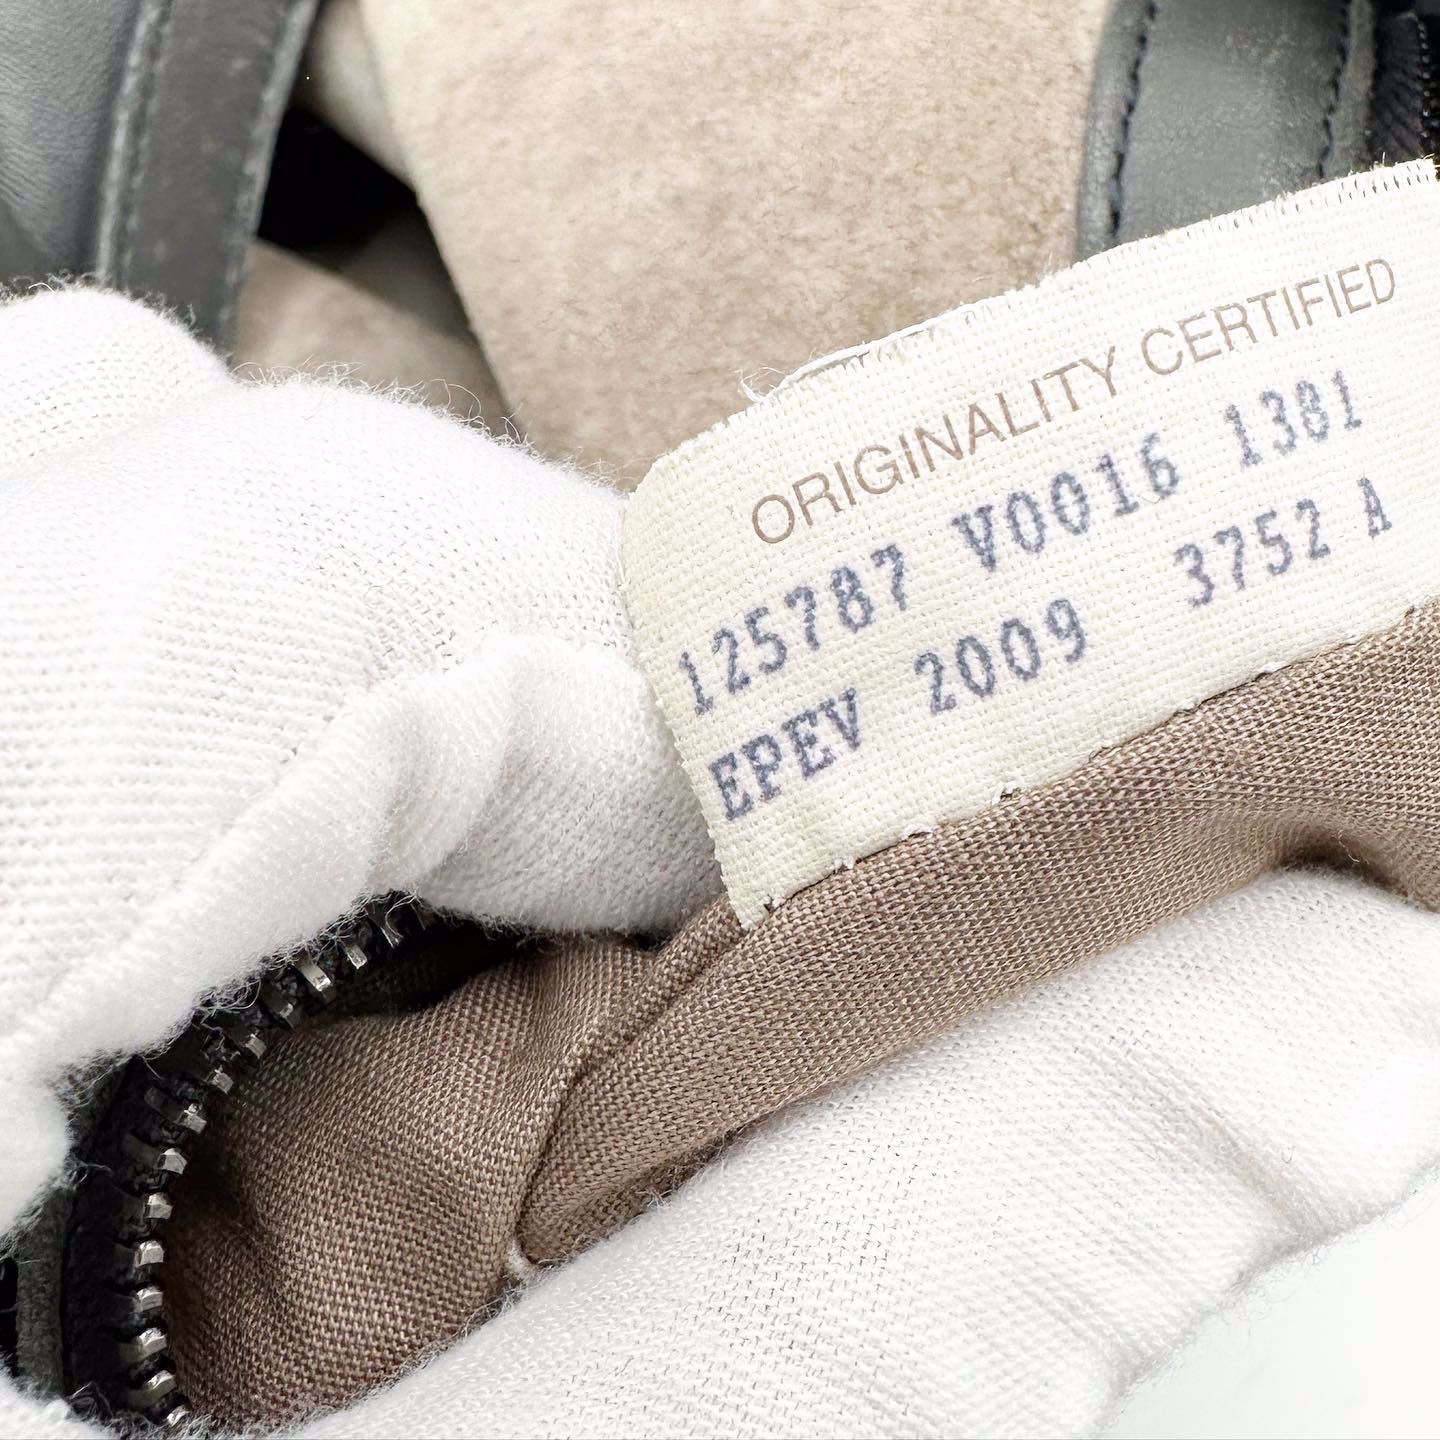 ORIGINALITY CERTIFIED
125787 V0016 1381
EPEV 2009 3752 A